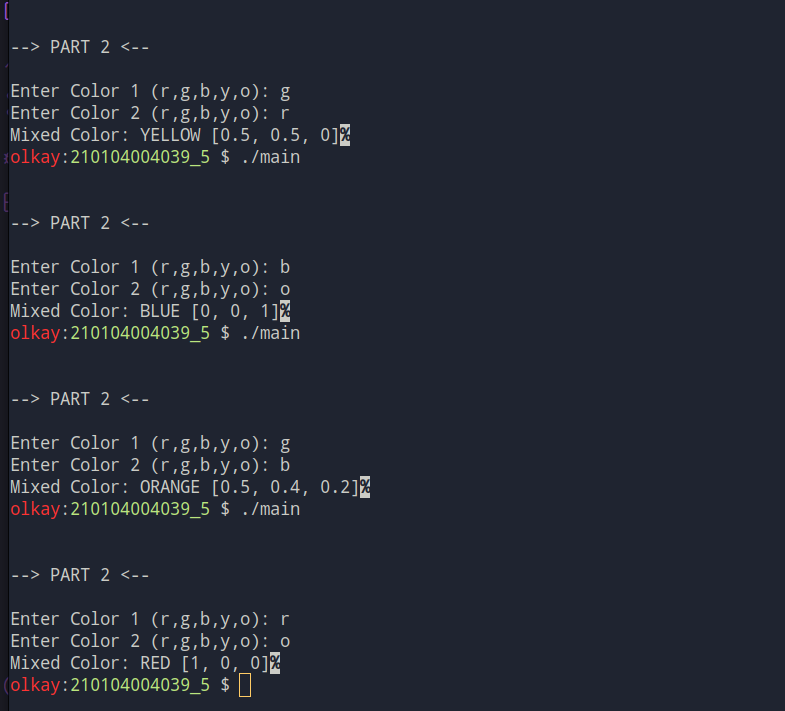 --> PART 2 <--
Enter Color 1 (r,g,b,y,o): g
Enter Color 2 (r,g,b,y,o): r
Mixed Color: YELLOW [0.5, 0.5, 0]%
olkay:210104004039_5 $ ./main
--> PART 2 <--
Enter Color 1 (r,g,b,y,o): b
Enter Color 2 (r,g,b,y,o): o
Mixed Color: BLUE [0, 0, 1]%
olkay:210104004039_5 $ ./main
--> PART 2 <--
Enter Color 1 (r,g,b,y,o): g
Enter Color 2 (r,g,b,y,o): b
Mixed Color: ORANGE [0.5, 0.4, 0.2]%
olkay:210104004039_5 $ ./main
--> PART 2 <--
Enter Color 1 (r,g,b,y,o): r
Enter Color 2 (r,g,b,y,o): o
Mixed Color: RED [1, 0, 0]%
olkay:210104004039_5 $